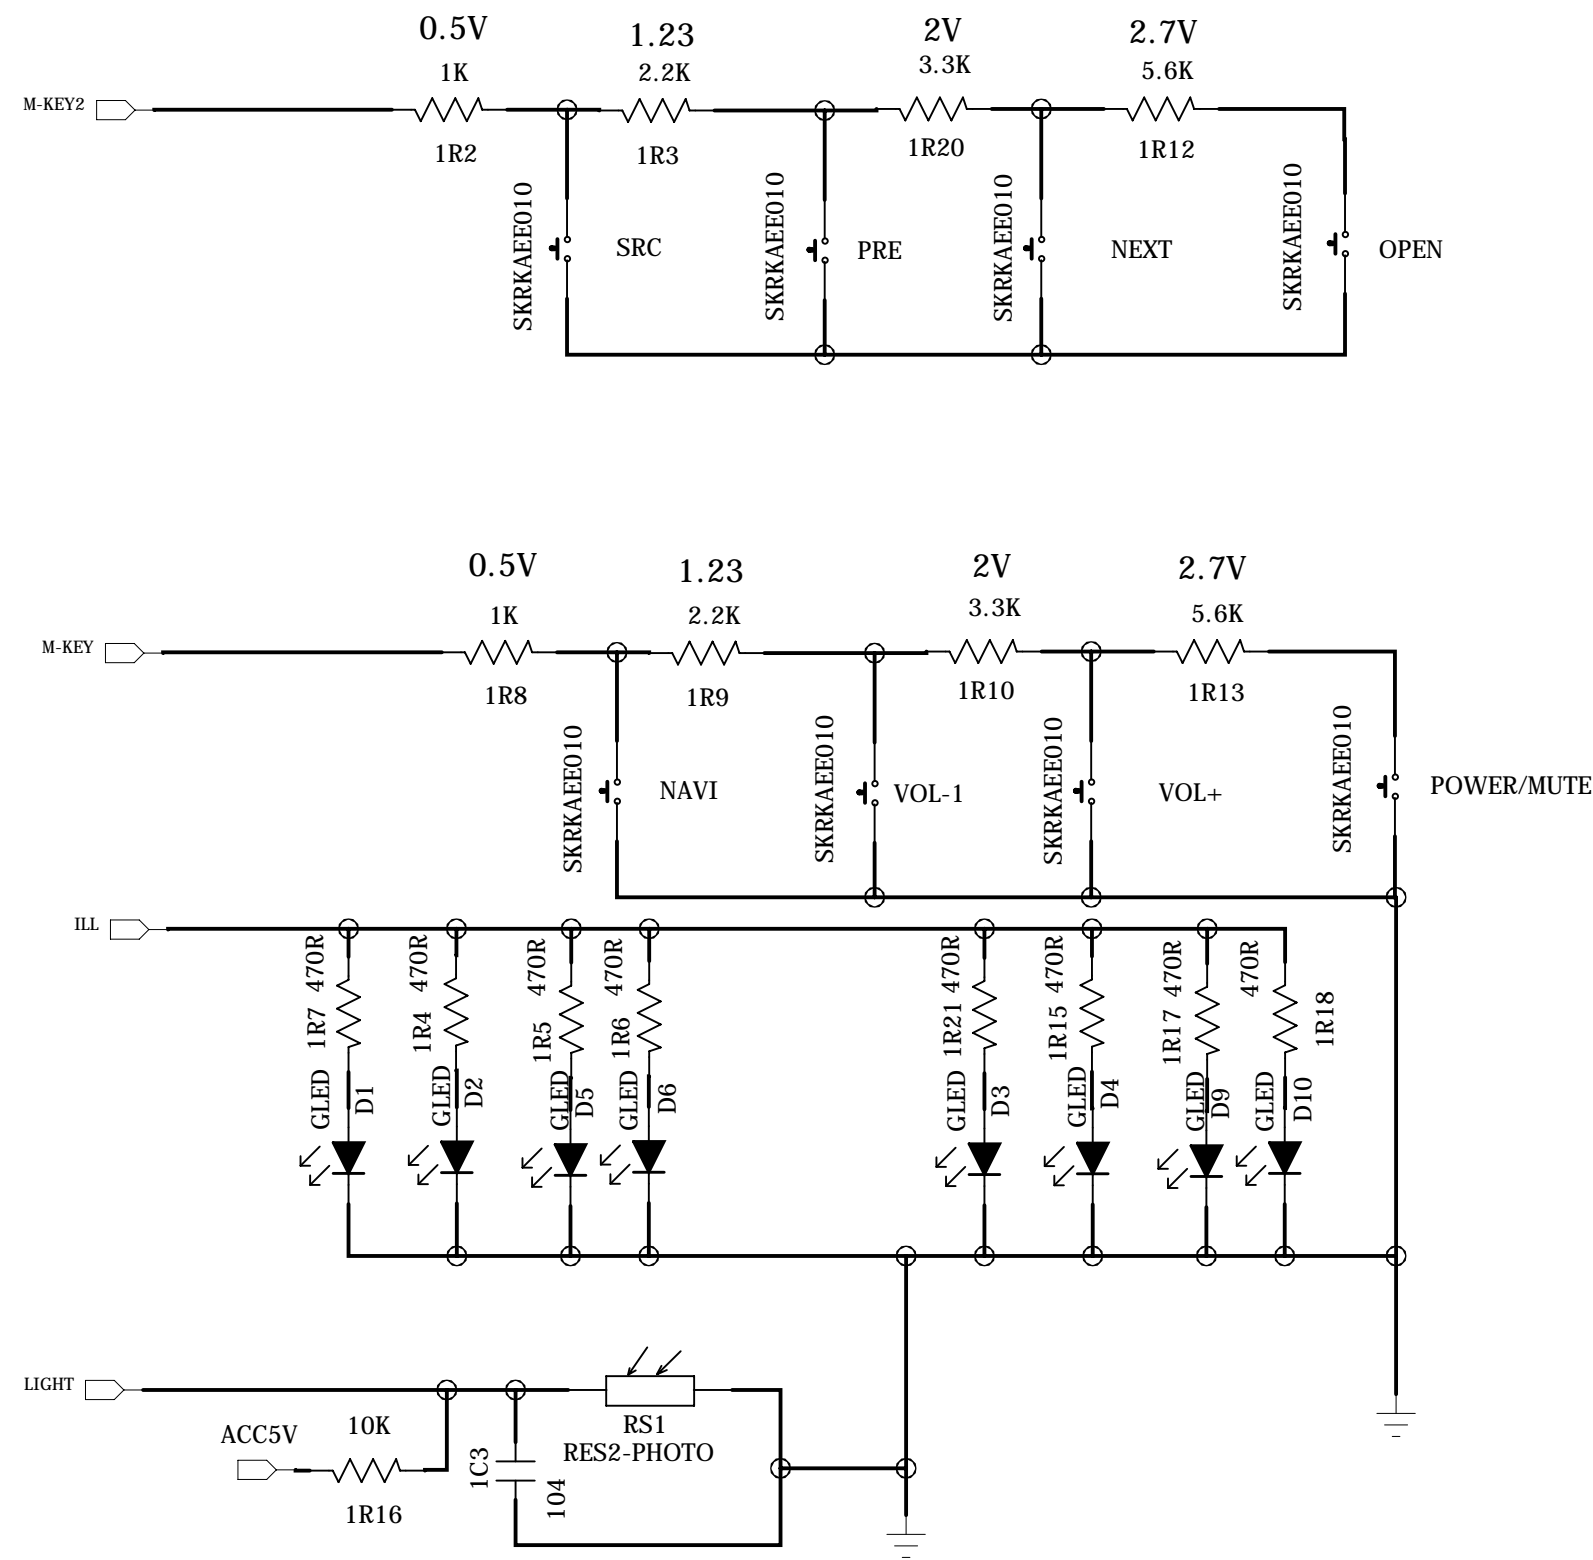 0.5V 1.23 2V 2.7V
1K 2.2K 3.3K 5.6K
M-KEY2
1R2 1R3 1R20 1R12
SKRKAEE010 SRC SKRKAEE010 PRE SKRKAEE010 NEXT SKRKAEE010 OPEN
0.5V 1.23 2V 2.7V
1K 2.2K 3.3K 5.6K
M-KEY
1R8 1R9 1R10 1R13
SKRKAEE010 NAVI SKRKAEE010 VOL-1 SKRKAEE010 VOL+ SKRKAEE010 POWER/MUTE
ILL
470R 470R 470R 470R 470R 470R 470R 470R
1R7 1R4 1R5 1R6 1R21 1R15 1R17 1R18
GLED GLED GLED GLED GLED GLED GLED GLED
D1 D2 D5 D6 D3 D4 D9 D10
LIGHT
ACC5V 10K
1R16
1C3 104
RS1
RES2-PHOTO